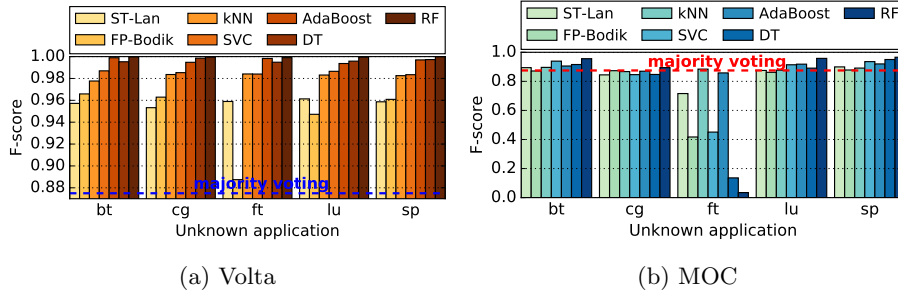 ST-Lan kNN AdaBoost RF
FP-Bodik SVC DT
1.00
0.98
0.96
0.94
0.92
0.90
0.88
F-score
majority voting
bt cg ft lu sp
Unknown application
(a) Volta
ST-Lan kNN AdaBoost RF
FP-Bodik SVC DT
1.0
0.8
0.6
0.4
0.2
0.0
F-score
majority voting
bt cg ft lu sp
Unknown application
(b) MOC